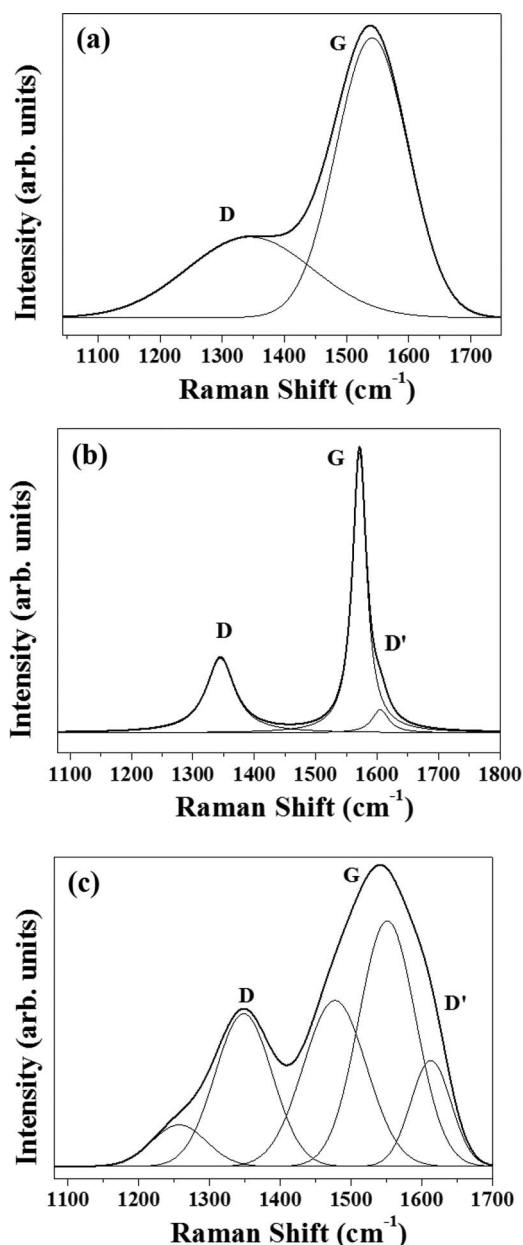 (a)
G
D
Intensity (arb. units)
1100 1200 1300 1400 1500 1600 1700
Raman Shift (cm⁻¹)
(b)
G
D'
D
Intensity (arb. units)
1100 1200 1300 1400 1500 1600 1700 1800
Raman Shift (cm⁻¹)
(c)
G
D
D'
Intensity (arb. units)
1100 1200 1300 1400 1500 1600 1700
Raman Shift (cm⁻¹)